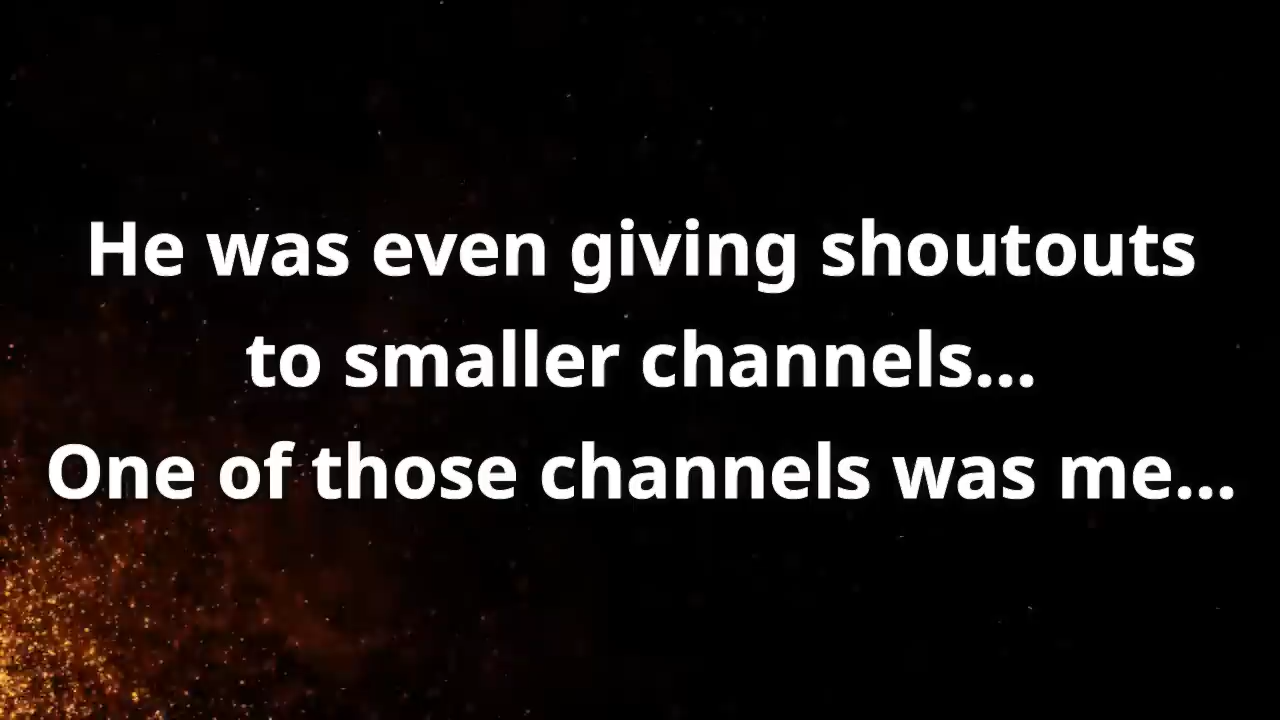 He was even giving shoutouts
to smaller channels...
One of those channels was me...